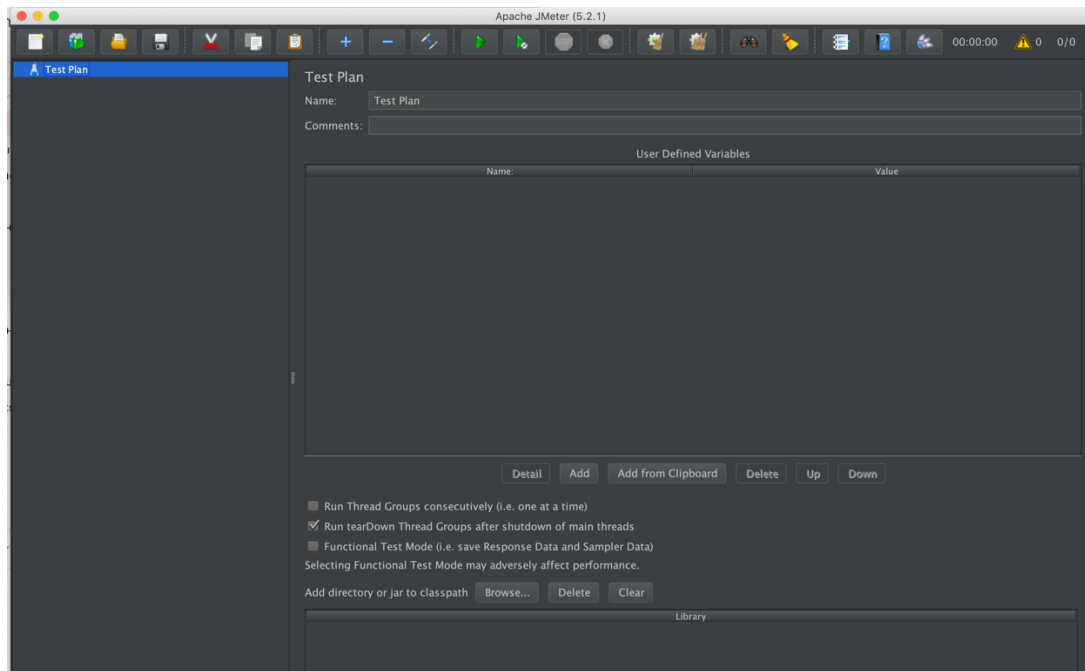 Apache JMeter (5.2.1)
00:00:00 0 0/0
Test Plan
Test Plan
Name: Test Plan
Comments:
User Defined Variables
Name: Value
Detail Add Add from Clipboard Delete Up Down
Run Thread Groups consecutively (i.e. one at a time)
Run tearDown Thread Groups after shutdown of main threads
Functional Test Mode (i.e. save Response Data and Sampler Data)
Selecting Functional Test Mode may adversely affect performance.
Add directory or jar to classpath Browse... Delete Clear
Library